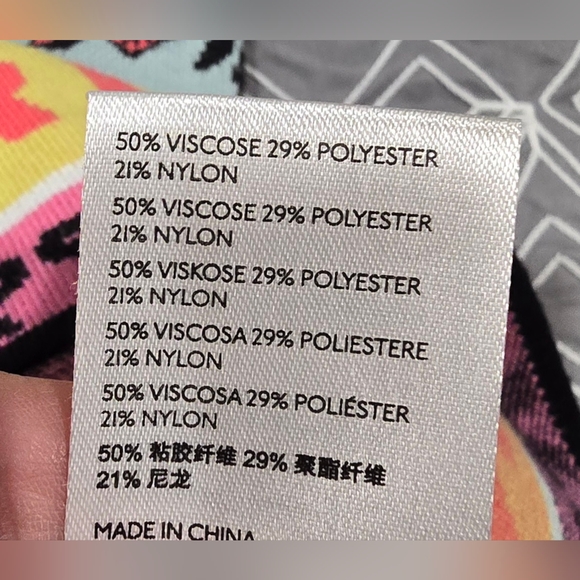 50% VISCOSE 29% POLYESTER
21% NYLON
50% VISCOSE 29% POLYESTER
21% NYLON
50% VISKOSE 29% POLYESTER
21% NYLON
50% VISCOSA 29% POLIESTERE
21% NYLON
50% VISCOSA 29% POLIÉSTER
21% NYLON
50% 粘胶纤维 29% 聚酯纤维
21% 尼龙
MADE IN CHINA